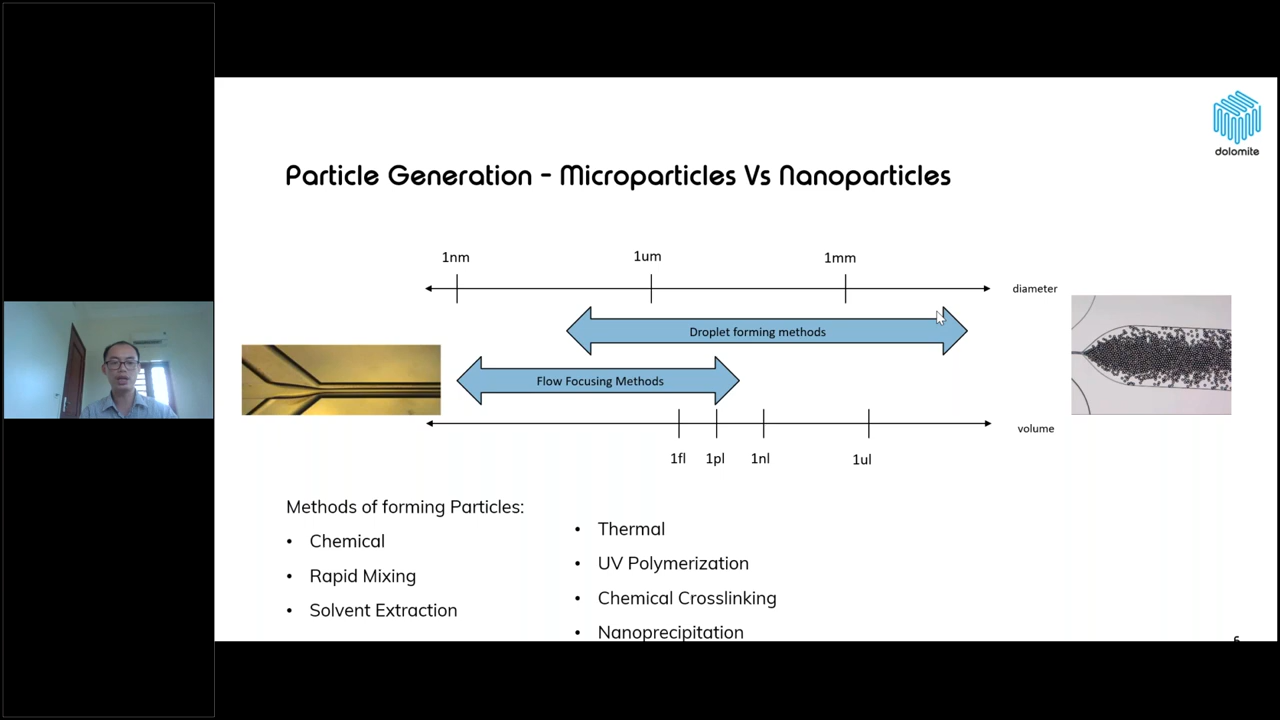 dolomite
Particle Generation - Microparticles Vs Nanoparticles
1nm
1um
1mm
diameter
Droplet forming methods
Flow Focusing Methods
volume
1fl
1pl
1nl
1ul
Methods of forming Particles:
• Chemical
• Rapid Mixing
• Solvent Extraction
• Thermal
• UV Polymerization
• Chemical Crosslinking
• Nanoprecipitation